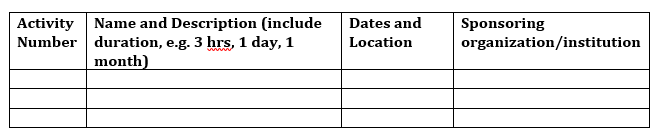 Activity Number
Name and Description (include duration, e.g. 3 hrs, 1 day, 1 month)
Dates and Location
Sponsoring organization/institution